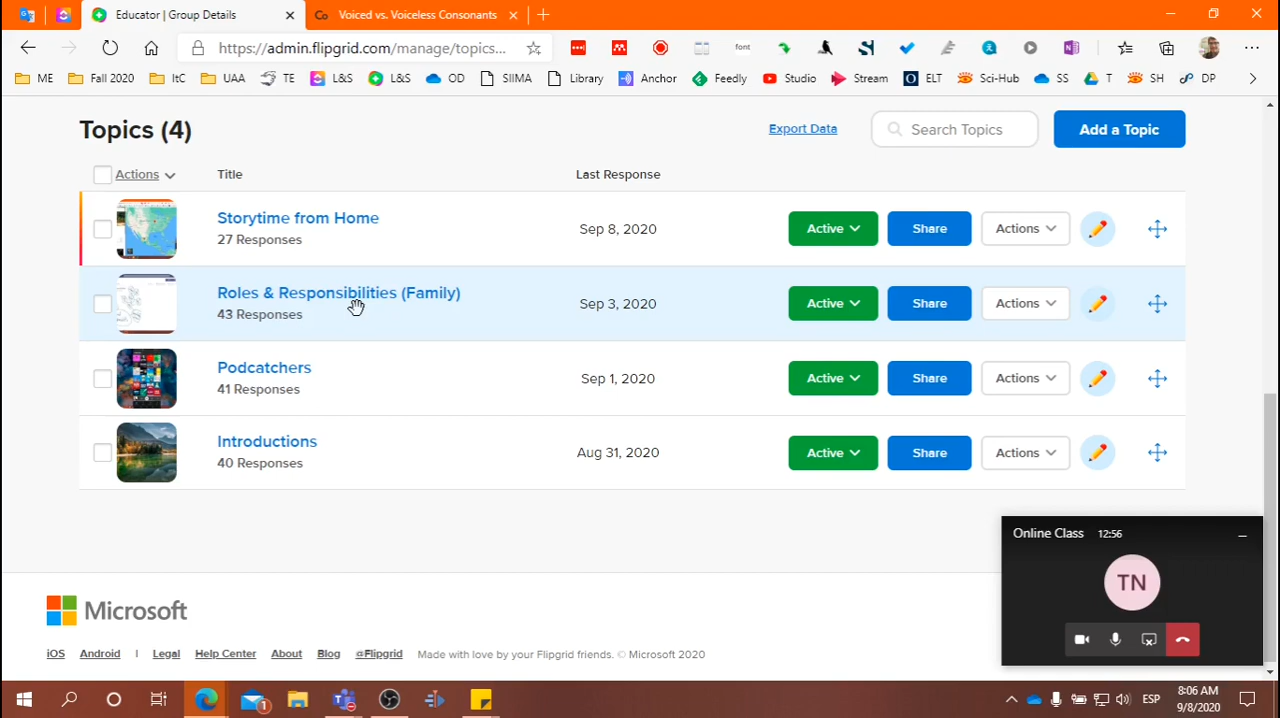 Educator | Group Details
Co Voiced vs. Voiceless Consonants
https://admin.flipgrid.com/manage/topics...
font
ME Fall 2020 ItC UAA TE L&S L&S OD SIIMA Library Anchor Feedly Studio Stream ELT Sci-Hub SS T SH DP
Topics (4)
Export Data
Search Topics
Add a Topic
Actions Title Last Response
Storytime from Home
27 Responses
Sep 8, 2020
Active Share Actions
Roles & Responsibilities (Family)
43 Responses
Sep 3, 2020
Active Share Actions
Podcatchers
41 Responses
Sep 1, 2020
Active Share Actions
Introductions
40 Responses
Aug 31, 2020
Active Share Actions
Online Class 12:56
TN
Microsoft
iOS Android | Legal Help Center About Blog @Flipgrid Made with love by your Flipgrid friends. © Microsoft 2020
1
ESP
8:06 AM
9/8/2020